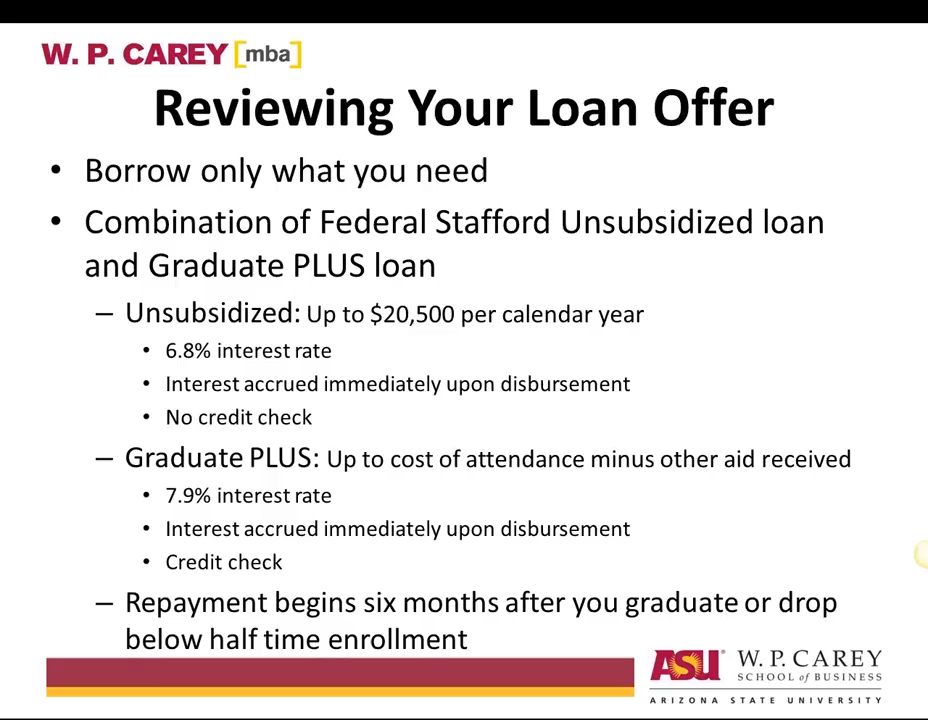 W. P. CAREY [mba]
Reviewing Your Loan Offer
• Borrow only what you need
• Combination of Federal Stafford Unsubsidized loan
and Graduate PLUS loan
– Unsubsidized: Up to $20,500 per calendar year
• 6.8% interest rate
• Interest accrued immediately upon disbursement
• No credit check
– Graduate PLUS: Up to cost of attendance minus other aid received
• 7.9% interest rate
• Interest accrued immediately upon disbursement
• Credit check
– Repayment begins six months after you graduate or drop
below half time enrollment
ASU W. P. CAREY
SCHOOL of BUSINESS
ARIZONA STATE UNIVERSITY